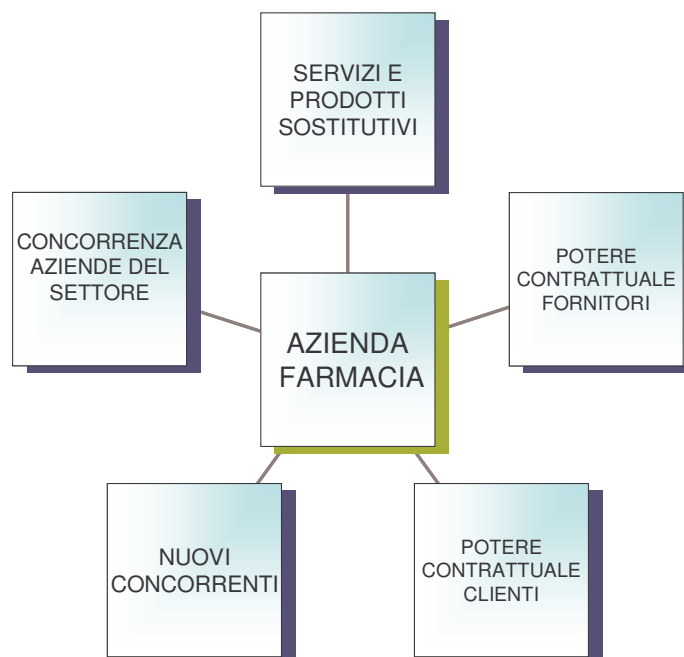 SERVIZI E
PRODOTTI
SOSTITUTIVI
CONCORRENZA
AZIENDE DEL
SETTORE
POTERE
CONTRATTUALE
FORNITORI
AZIENDA
FARMACIA
NUOVI
CONCORRENTI
POTERE
CONTRATTUALE
CLIENTI